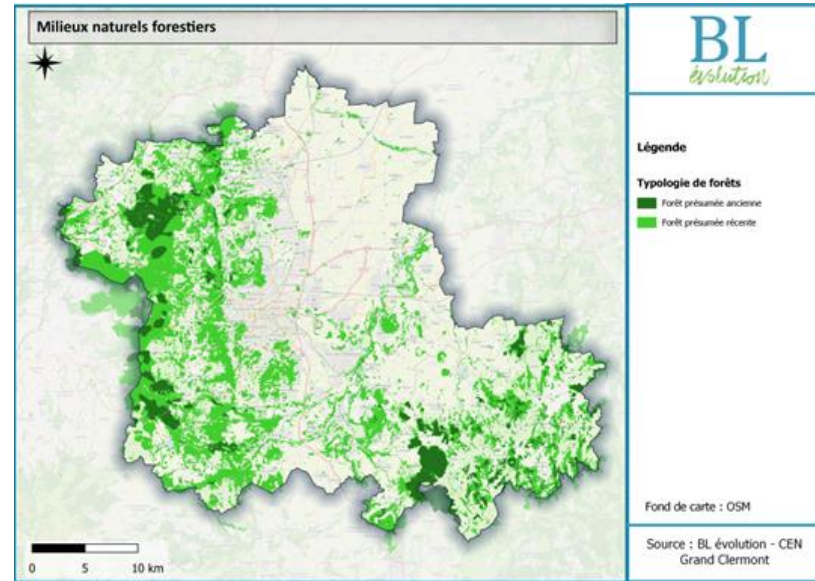 Milieux naturels forestiers
BL
évolution
Légende
Typologie de forêts
Forêt présumée ancienne
Forêt présumée récente
0 5 10 km
Fond de carte : OSM
Source : BL évolution - CEN
Grand Clermont